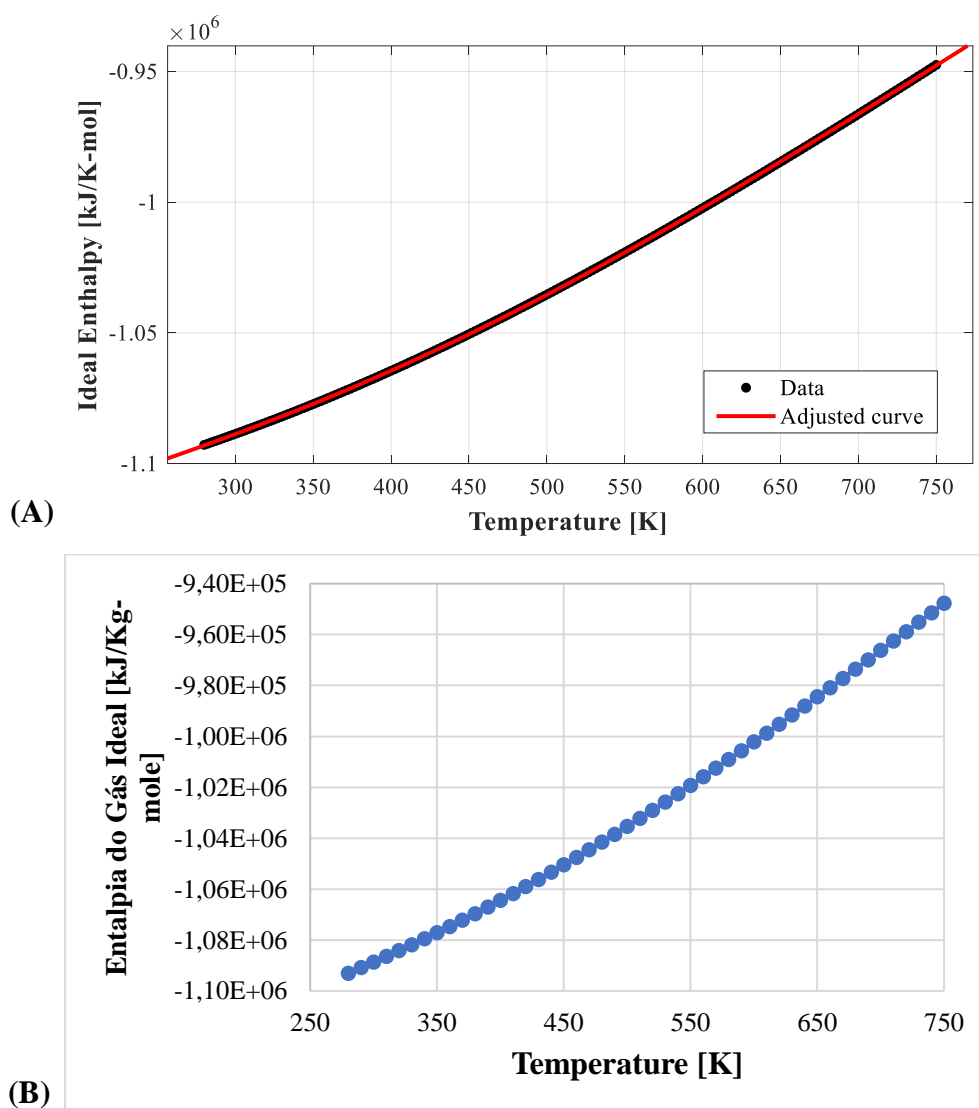 ×10^6
-0.95
-1
-1.05
-1.1
Ideal Enthalpy [kJ/K-mol]
Data
Adjusted curve
300 350 400 450 500 550 600 650 700 750
Temperature [K]
(A)
-9,40E+05
-9,60E+05
-9,80E+05
-1,00E+06
-1,02E+06
-1,04E+06
-1,06E+06
-1,08E+06
-1,10E+06
Entalpia do Gás Ideal [kJ/Kg-
mole]
250 350 450 550 650 750
Temperature [K]
(B)